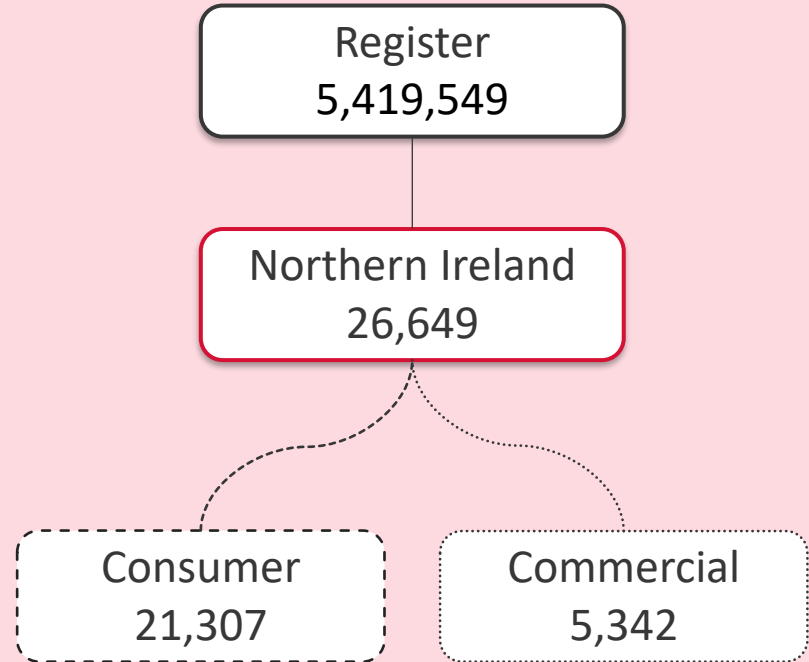 Register
5,419,549
Northern Ireland
26,649
Consumer
21,307
Commercial
5,342